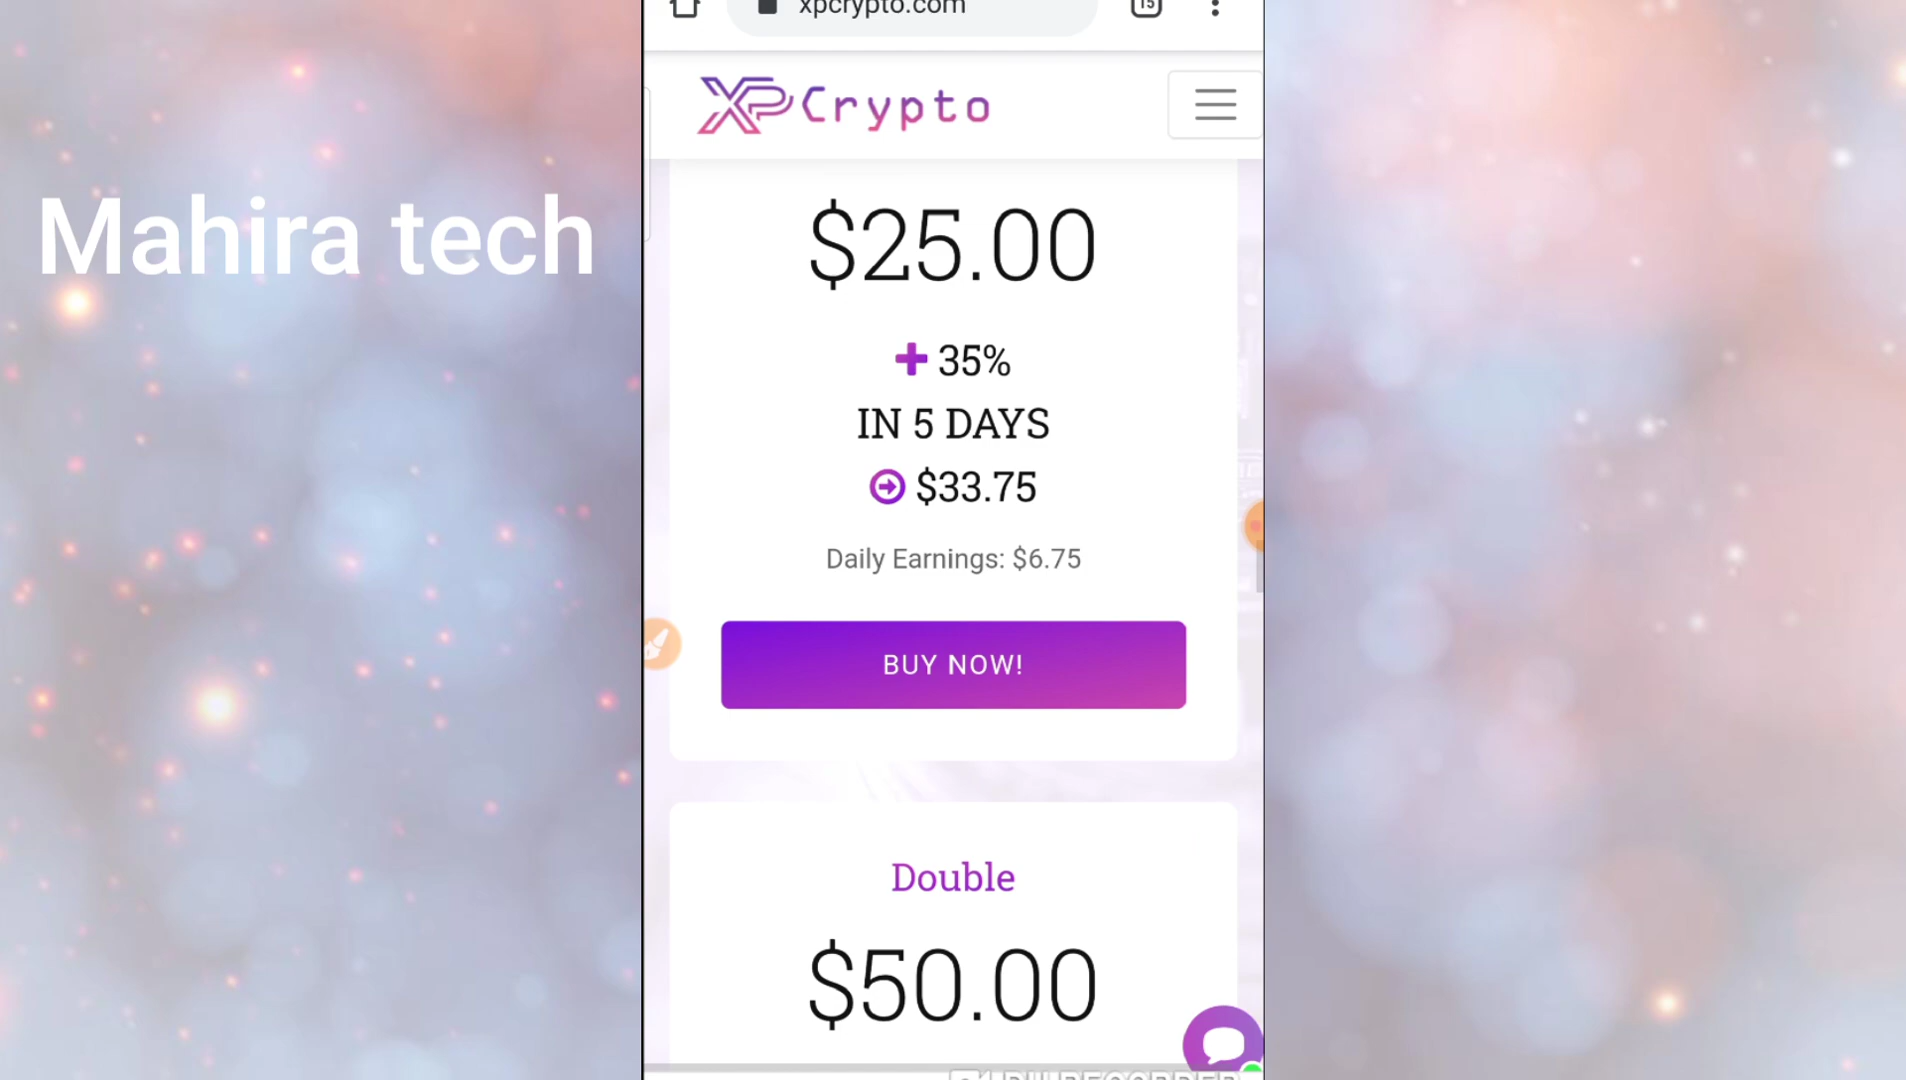 xpcrypto.com
15
XP Crypto
Mahira tech
$25.00
35%
IN 5 DAYS
$33.75
Daily Earnings: $6.75
BUY NOW!
Double
$50.00